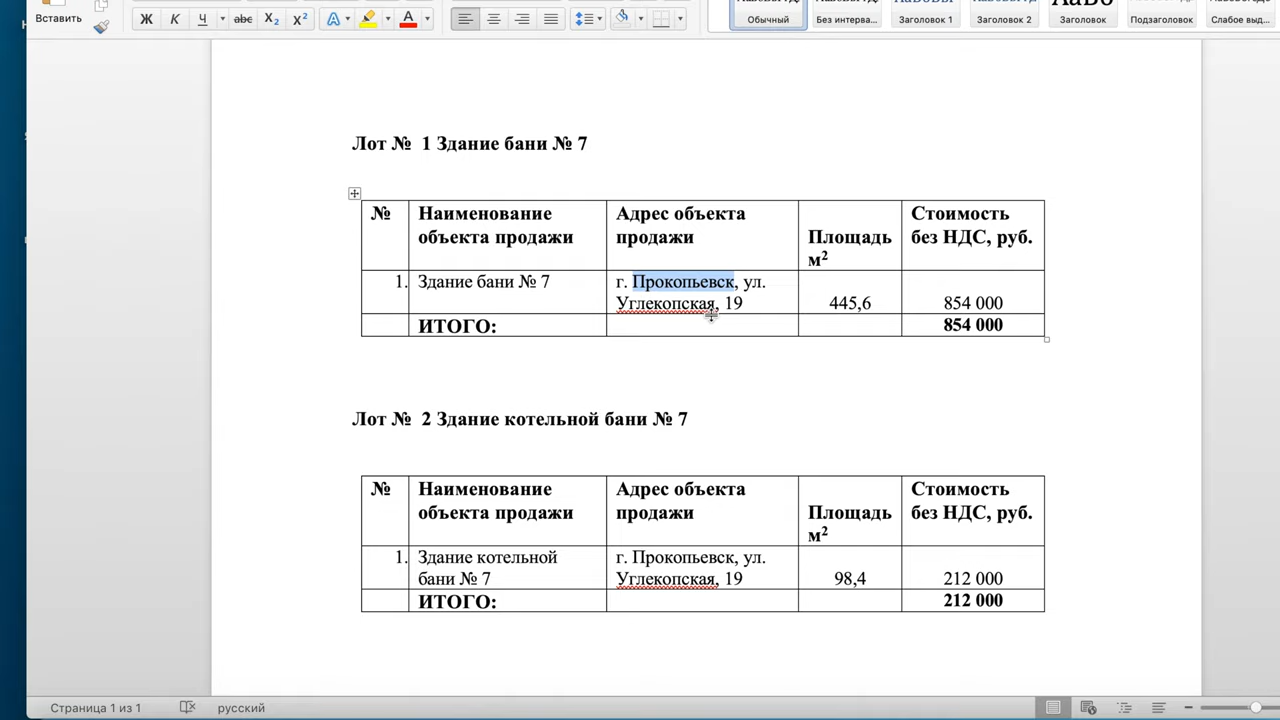 Вставить
Ж К Ч abc X₂ X² А А
Обычный
Без интерва...
Заголовок 1
Заголовок 2
Заголовок
Подзаголовок
Слабое выд...
Лот № 1 Здание бани № 7
№
Наименование
объекта продажи
Адрес объекта
продажи
Площадь
м²
Стоимость
без НДС, руб.
1.
Здание бани № 7
г. Прокопьевск, ул.
Углекопская, 19
445,6
854 000
ИТОГО:
854 000
Лот № 2 Здание котельной бани № 7
№
Наименование
объекта продажи
Адрес объекта
продажи
Площадь
м²
Стоимость
без НДС, руб.
1.
Здание котельной
бани № 7
г. Прокопьевск, ул.
Углекопская, 19
98,4
212 000
ИТОГО:
212 000
Страница 1 из 1
русский